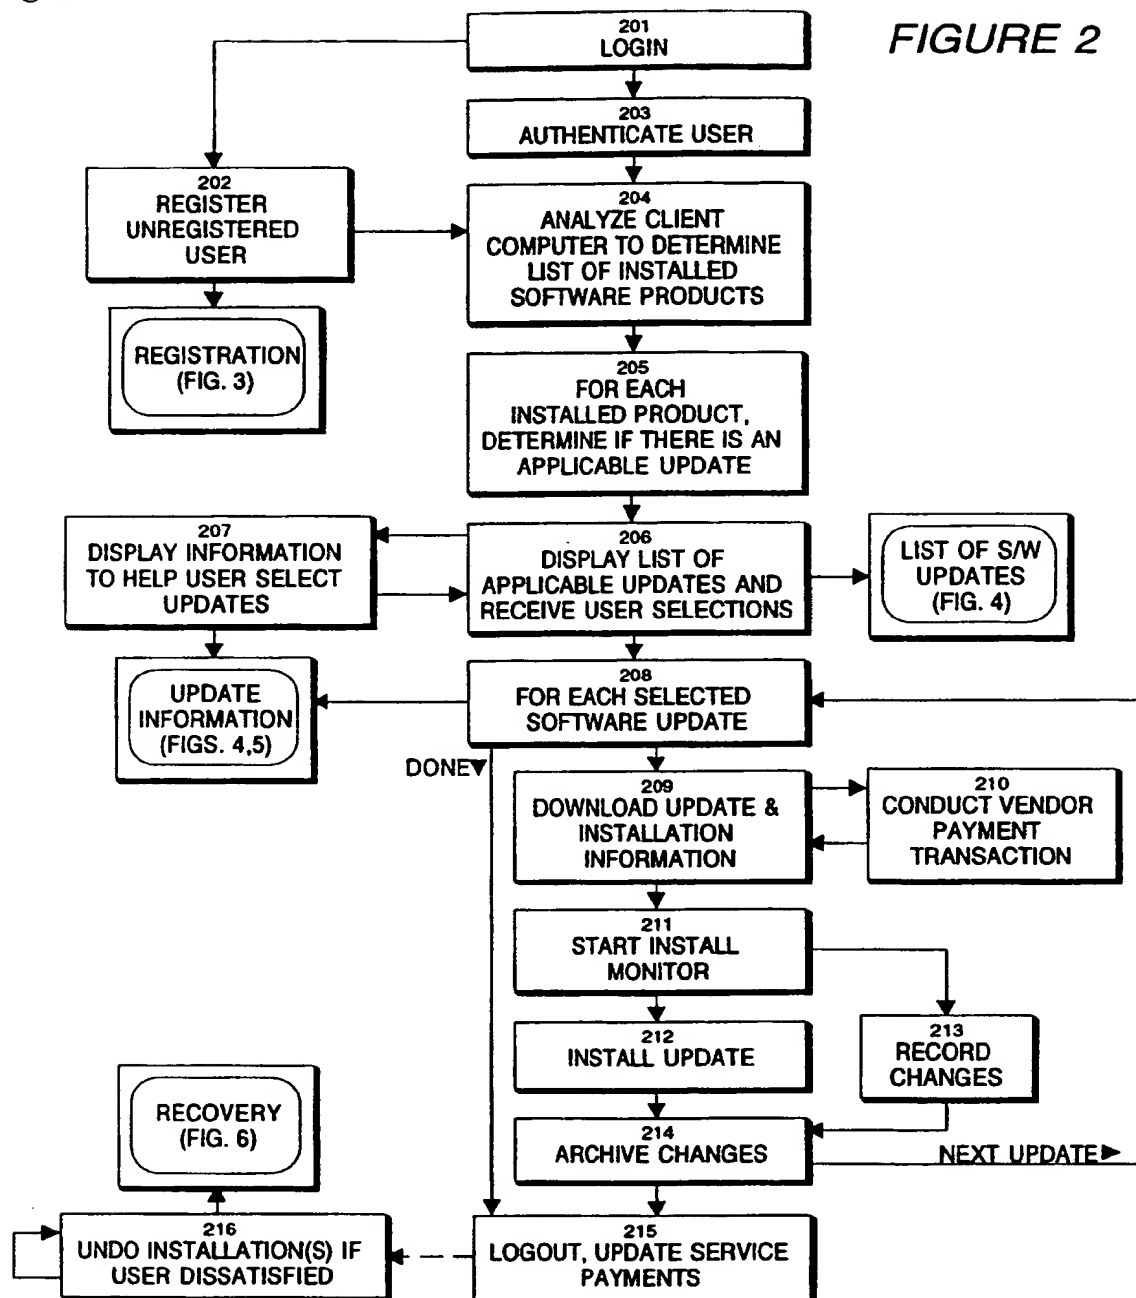 FIGURE 2
201
LOGIN
203
AUTHENTICATE USER
202
REGISTER
UNREGISTERED
USER
204
ANALYZE CLIENT
COMPUTER TO DETERMINE
LIST OF INSTALLED
SOFTWARE PRODUCTS
REGISTRATION
(FIG. 3)
205
FOR EACH
INSTALLED PRODUCT,
DETERMINE IF THERE IS AN
APPLICABLE UPDATE
207
DISPLAY INFORMATION
TO HELP USER SELECT
UPDATES
206
DISPLAY LIST OF
APPLICABLE UPDATES AND
RECEIVE USER SELECTIONS
LIST OF S/W
UPDATES
(FIG. 4)
UPDATE
INFORMATION
(FIGS. 4,5)
208
FOR EACH SELECTED
SOFTWARE UPDATE
DONE
209
DOWNLOAD UPDATE &
INSTALLATION
INFORMATION
210
CONDUCT VENDOR
PAYMENT
TRANSACTION
211
START INSTALL
MONITOR
212
INSTALL UPDATE
213
RECORD
CHANGES
RECOVERY
(FIG. 6)
214
ARCHIVE CHANGES
NEXT UPDATE
216
UNDO INSTALLATION(S) IF
USER DISSATISFIED
215
LOGOUT, UPDATE SERVICE
PAYMENTS